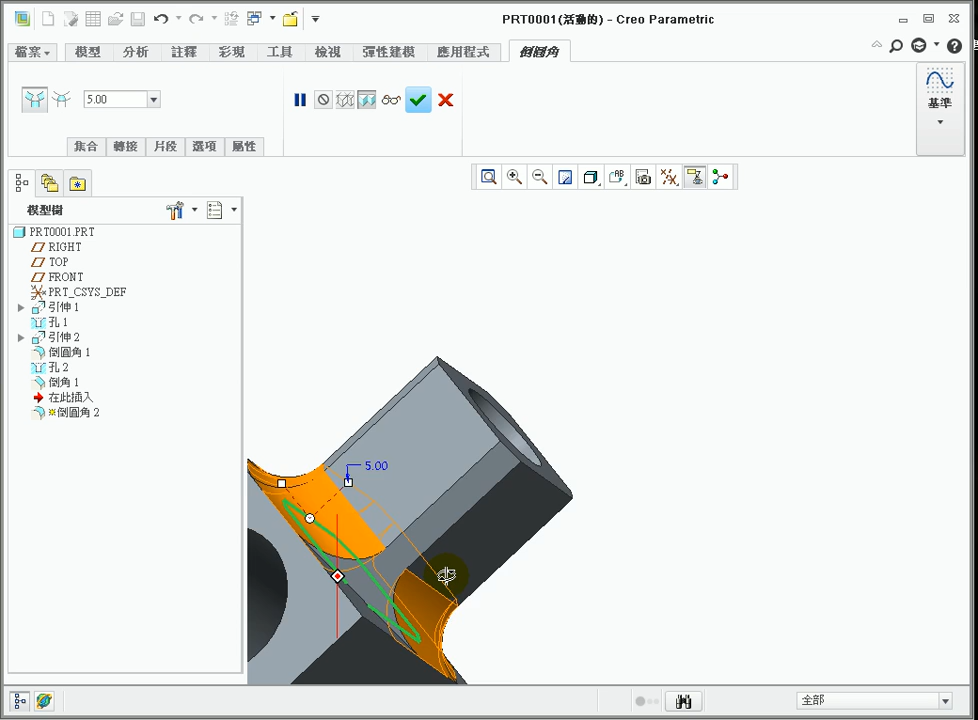 PRT0001(活動的) - Creo Parametric
檔案 模型 分析 註釋 彩現 工具 檢視 彈性建模 應用程式 倒圓角
5.00
基準
集合 轉接 片段 選項 屬性
模型樹
PRT0001.PRT
RIGHT
TOP
FRONT
PRT_CSYS_DEF
引伸 1
孔 1
引伸 2
倒圓角 1
孔 2
倒角 1
在此插入
倒圓角 2
5.00
全部